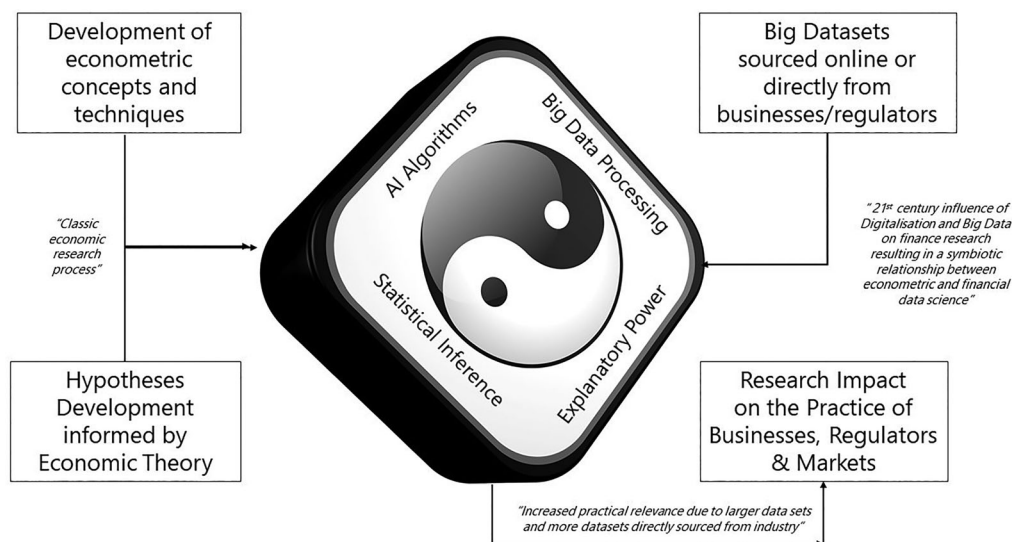 Development of
econometric
concepts and
techniques
Big Datasets
sourced online or
directly from
businesses/regulators
AI Algorithms
Big Data Processing
Statistical Inference
Explanatory Power
"Classic
economic
research
process"
" 21st century influence of
Digitalisation and Big Data
on finance research
resulting in a symbiotic
relationship between
econometric and financial
data science"
Hypotheses
Development
informed by
Economic Theory
Research Impact
on the Practice of
Businesses, Regulators
& Markets
"Increased practical relevance due to larger data sets
and more datasets directly sourced from industry"